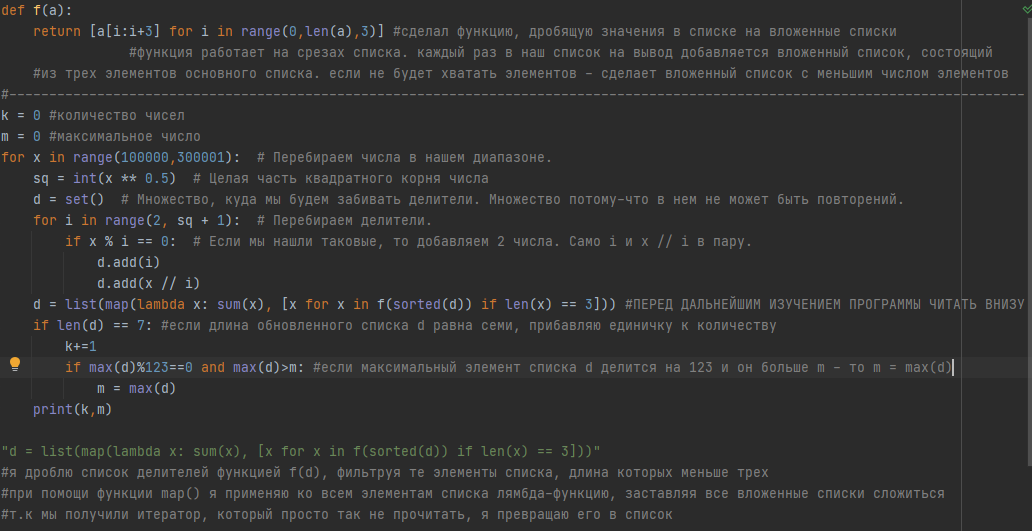 def f(a):
    return [a[i:i+3] for i in range(0,len(a),3)] #сделал функцию, дробящую значения в списке на вложенные списки
                #функция работает на срезах списка. каждый раз в наш список на вывод добавляется вложенный список, состоящий
    #из трех элементов основного списка. если не будет хватать элементов - сделает вложенный список с меньшим числом элементов
#-------------------------------------------------------------------------------------------------------------------------------
k = 0 #количество чисел
m = 0 #максимальное число
for x in range(100000,300001):  # Перебираем числа в нашем диапазоне.
    sq = int(x ** 0.5)  # Целая часть квадратного корня числа
    d = set()  # Множество, куда мы будем забивать делители. Множество потому-что в нем не может быть повторений.
    for i in range(2, sq + 1):  # Перебираем делители.
        if x % i == 0:  # Если мы нашли таковые, то добавляем 2 числа. Само i и x // i в пару.
            d.add(i)
            d.add(x // i)
    d = list(map(lambda x: sum(x), [x for x in f(sorted(d)) if len(x) == 3])) #ПЕРЕД ДАЛЬНЕЙШИМ ИЗУЧЕНИЕМ ПРОГРАММЫ ЧИТАТЬ ВНИЗУ
    if len(d) == 7: #если длина обновленного списка d равна семи, прибавляю единичку к количеству
        k+=1
        if max(d)%123==0 and max(d)>m: #если максимальный элемент списка d делится на 123 и он больше m - то m = max(d)
            m = max(d)
    print(k,m)

"d = list(map(lambda x: sum(x), [x for x in f(sorted(d)) if len(x) == 3]))"
#я дроблю список делителей функцией f(d), фильтруя те элементы списка, длина которых меньше трех
#при помощи функции map() я применяю ко всем элементам списка лямбда-функцию, заставляя все вложенные списки сложиться
#т.к мы получили итератор, который просто так не прочитать, я превращаю его в список